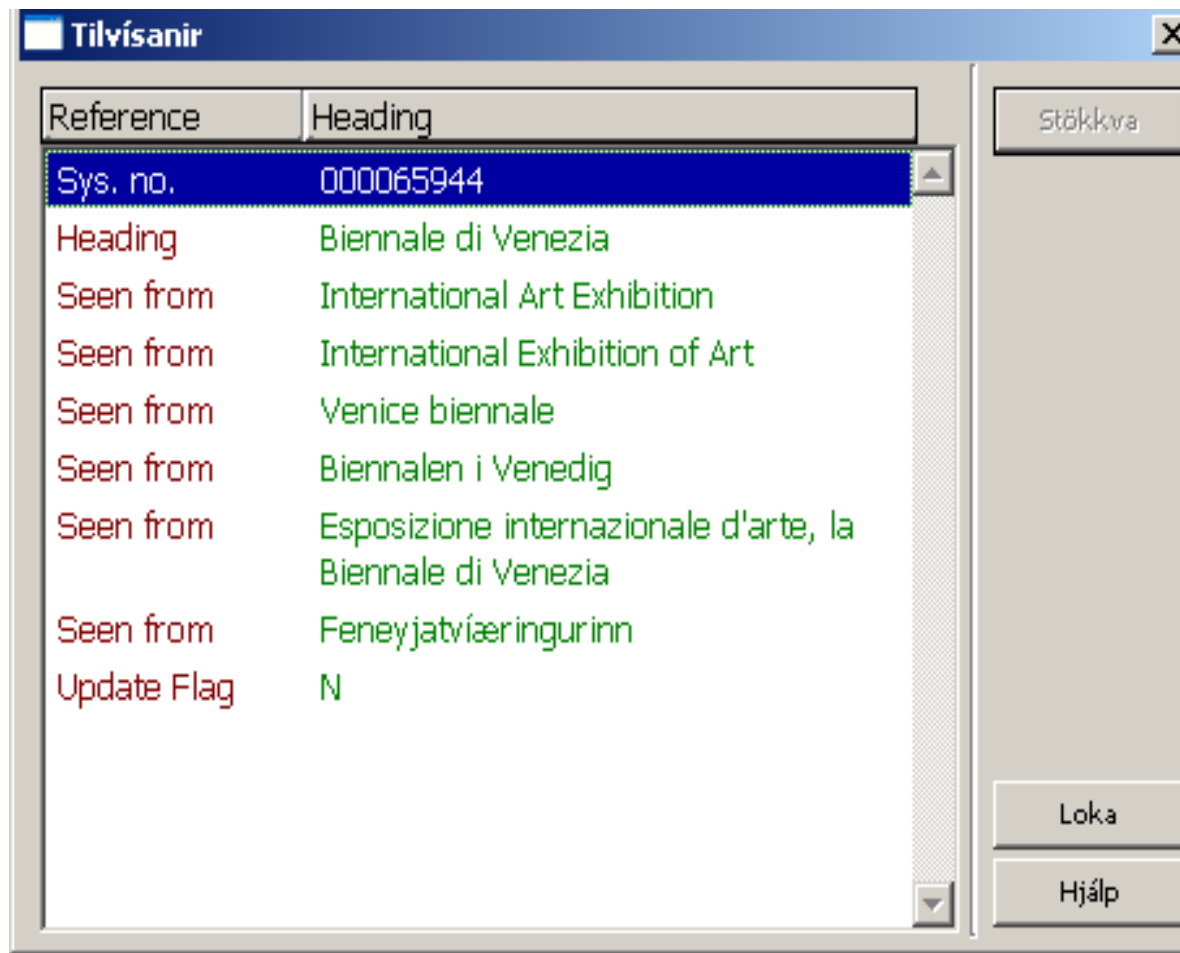 Tilvísanir
Reference Heading
Sys. no. 000065944
Heading Biennale di Venezia
Seen from International Art Exhibition
Seen from International Exhibition of Art
Seen from Venice biennale
Seen from Biennalen i Venedig
Seen from Esposizione internazionale d'arte, la
Biennale di Venezia
Seen from Feneyjatvíæringurinn
Update Flag N
Stökkva
Loka
Hjálp